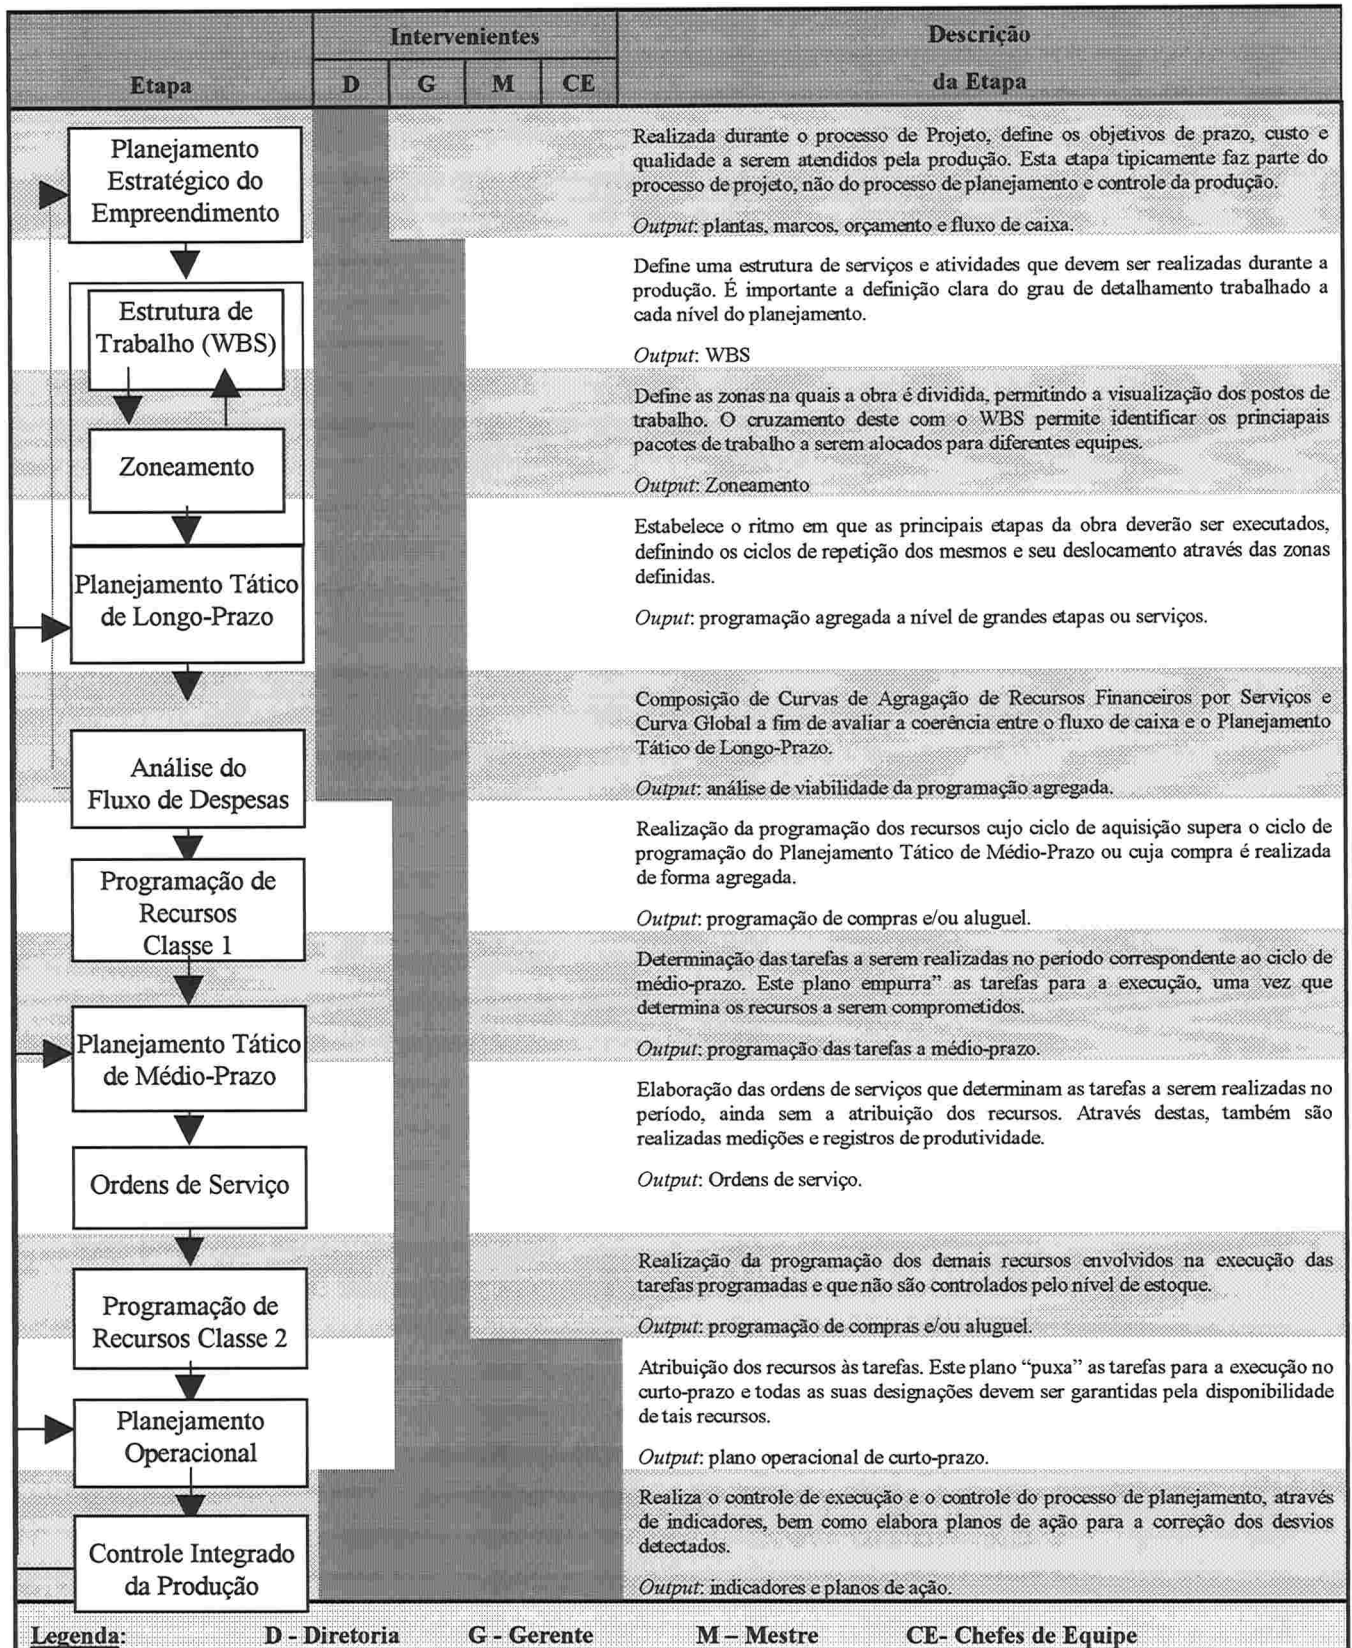 Intervenientes
Descrição
Etapa
D
G
M
CE
da Etapa
Planejamento
Estratégico do
Empreendimento
Realizada durante o processo de Projeto, define os objetivos de prazo, custo e
qualidade a serem atendidos pela produção. Esta etapa tipicamente faz parte do
processo de projeto, não do processo de planejamento e controle da produção.
Output: plantas, marcos, orçamento e fluxo de caixa.
Estrutura de
Trabalho (WBS)
Define uma estrutura de serviços e atividades que devem ser realizadas durante a
produção. É importante a definição clara do grau de detalhamento trabalhado a
cada nível do planejamento.
Output: WBS
Zoneamento
Define as zonas na quais a obra é dividida, permitindo a visualização dos postos de
trabalho. O cruzamento deste com o WBS permite identificar os princiapais
pacotes de trabalho a serem alocados para diferentes equipes.
Output: Zoneamento
Planejamento Tático
de Longo-Prazo
Estabelece o ritmo em que as principais etapas da obra deverão ser executados,
definindo os ciclos de repetição dos mesmos e seu deslocamento através das zonas
definidas.
Ouput: programação agregada a nível de grandes etapas ou serviços.
Análise do
Fluxo de Despesas
Composição de Curvas de Agragação de Recursos Financeiros por Serviços e
Curva Global a fim de avaliar a coerência entre o fluxo de caixa e o Planejamento
Tático de Longo-Prazo.
Output: análise de viabilidade da programação agregada.
Programação de
Recursos
Classe 1
Realização da programação dos recursos cujo ciclo de aquisição supera o ciclo de
programação do Planejamento Tático de Médio-Prazo ou cuja compra é realizada
de forma agregada.
Output: programação de compras e/ou aluguel.
Planejamento Tático
de Médio-Prazo
Determinação das tarefas a serem realizadas no período correspondente ao ciclo de
médio-prazo. Este plano empurra” as tarefas para a execução, uma vez que
determina os recursos a serem comprometidos.
Output: programação das tarefas a médio-prazo.
Ordens de Serviço
Elaboração das ordens de serviços que determinam as tarefas a serem realizadas no
período, ainda sem a atribuição dos recursos. Através destas, também são
realizadas medições e registros de produtividade.
Output: Ordens de serviço.
Programação de
Recursos Classe 2
Realização da programação dos demais recursos envolvidos na execução das
tarefas programadas e que não são controlados pelo nível de estoque.
Output: programação de compras e/ou aluguel.
Planejamento
Operacional
Atribuição dos recursos às tarefas. Este plano “puxa” as tarefas para a execução no
curto-prazo e todas as suas designações devem ser garantidas pela disponibilidade
de tais recursos.
Output: plano operacional de curto-prazo.
Controle Integrado
da Produção
Realiza o controle de execução e o controle do processo de planejamento, através
de indicadores, bem como elabora planos de ação para a correção dos desvios
detectados.
Output: indicadores e planos de ação.
Legenda: D - Diretoria G - Gerente M – Mestre CE- Chefes de Equipe